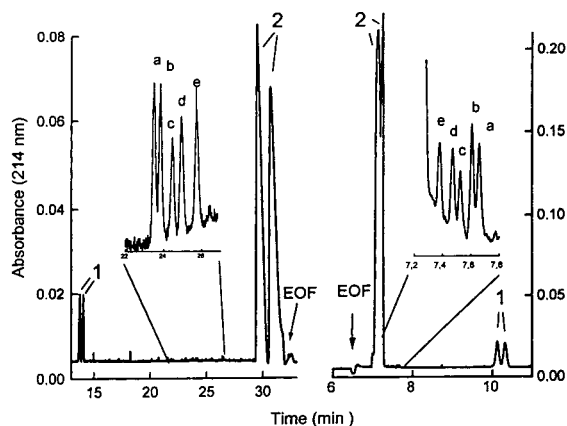 0.08
0.06
0.04
0.02
0.00
Absorbance (214 nm)
a
b
c
d
e
22
24
26
1
2
EOF
15
20
25
30
2
EOF
e
d
c
b
a
7,2
7,4
7,6
7,8
1
6
8
10
0.20
0.15
0.10
0.05
0.00
Time (min )